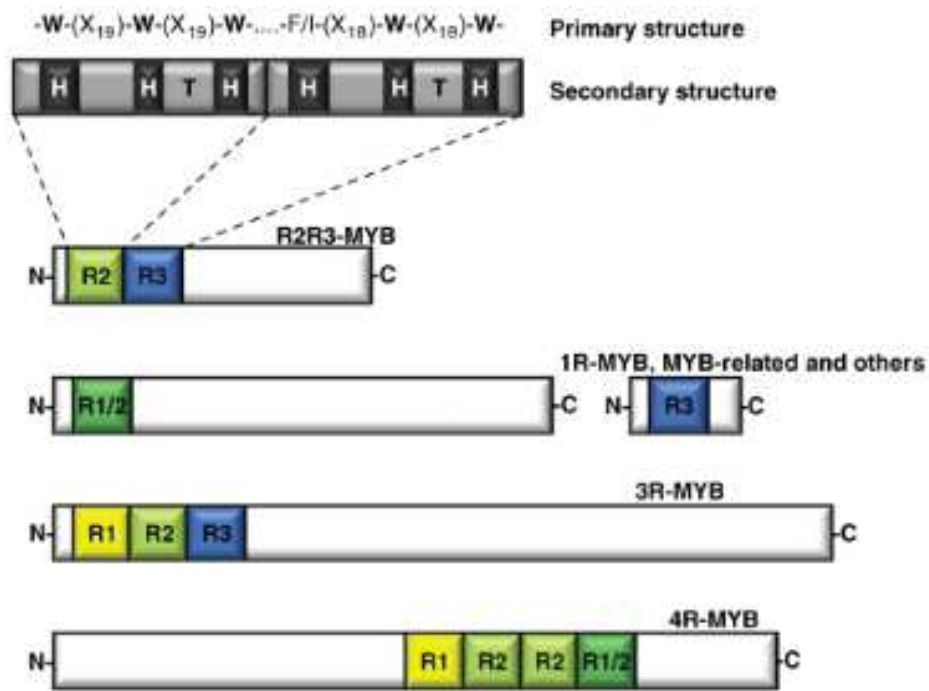 -W-(X19)-W-(X19)-W-....-F/I-(X18)-W-(X18)-W- Primary structure
H H T H H H T H Secondary structure
R2R3-MYB
N- R2 R3 -C
1R-MYB, MYB-related and others
N- R1/2 -C N- R3 -C
3R-MYB
N- R1 R2 R3 -C
4R-MYB
N- R1 R2 R2 R1/2 -C